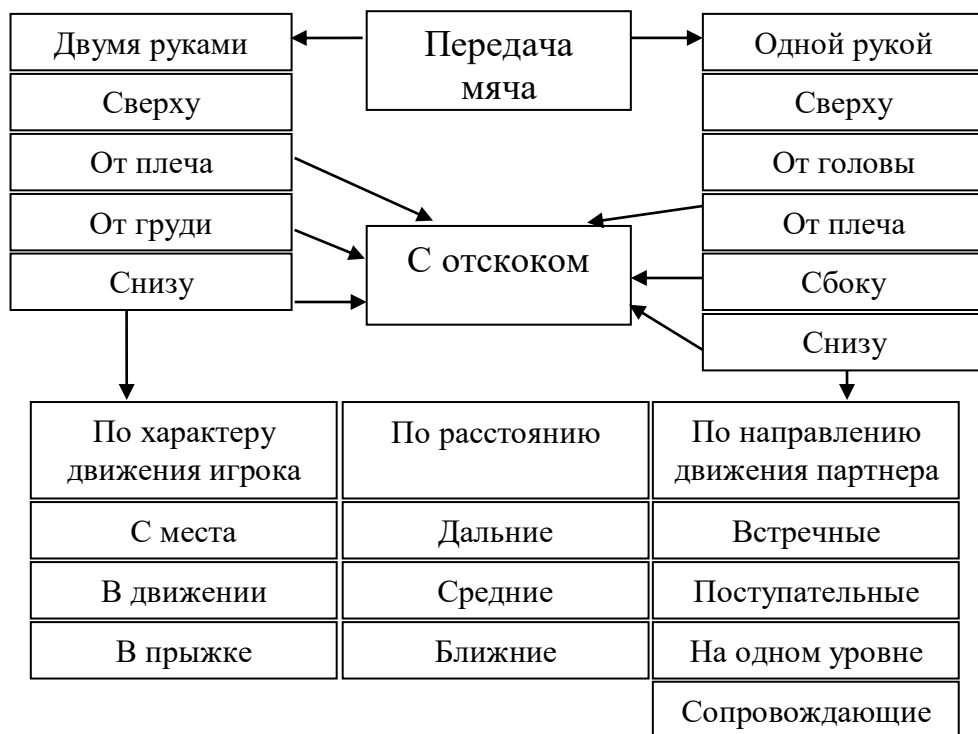 Двумя руками
Передача
мяча
Одной рукой
Сверху
Сверху
От плеча
От головы
От груди
От плеча
С отскоком
Снизу
Сбоку
Снизу
По характеру
движения игрока
По расстоянию
По направлению
движения партнера
С места
Дальние
Встречные
В движении
Средние
Поступательные
В прыжке
Ближние
На одном уровне
Сопровождающие